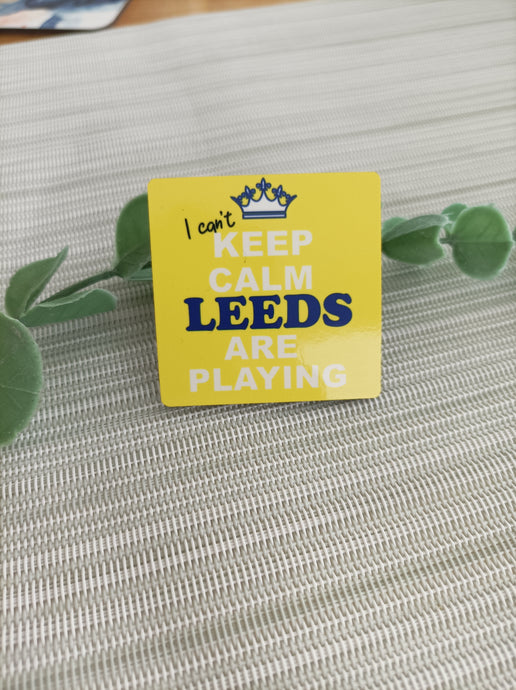 I can't
KEEP
CALM
LEEDS
ARE
PLAYING